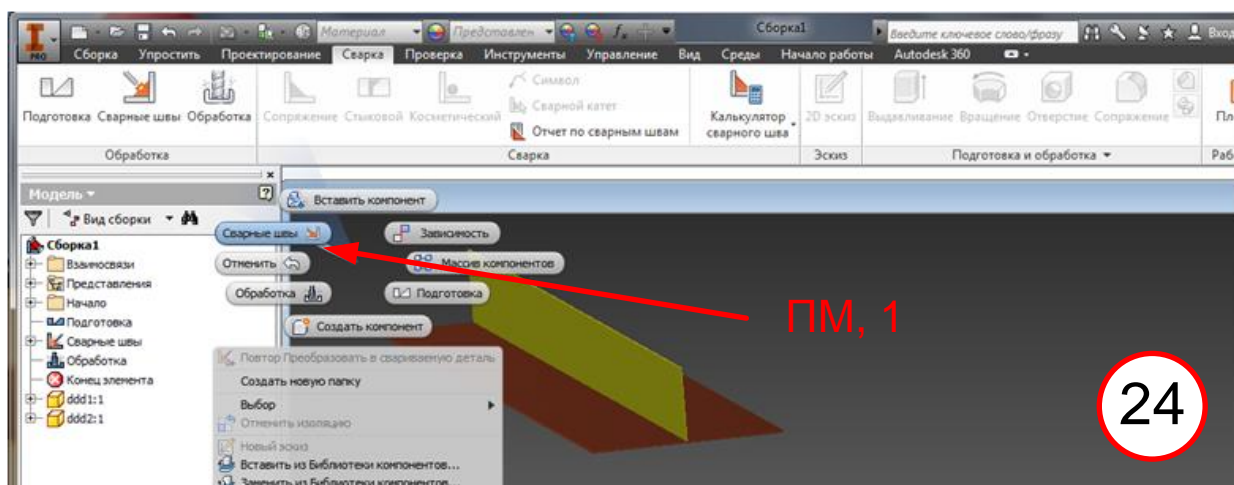 Материал
Представлен
Сборка1
Введите ключевое слово/фразу
PRO
Сборка Упростить Проектирование Сварка Проверка Инструменты Управление Вид Среды Начало работы Autodesk 360
Символ
Сварной катет
Подготовка Сварные швы Обработка Сопряжение Стыковой Косметический Калькулятор 2D эскиз Выдавливание Вращение Отверстие Сопряжение
Отчет по сварным швам сварного шва
Обработка Сварка Эскиз Подготовка и обработка
Модель
Вставить компонент
Вид сборки
Сварные швы Зависимость
Сборка1
Взаимосвязи
Отменить Массив компонентов
Представления
Обработка Подготовка
Начало
Подготовка
Создать компонент
Сварные швы
ПМ, 1
Обработка
Повтор Преобразовать в свариваемую деталь
Конец элемента
Создать новую папку
ddd1:1
Выбор
ddd2:1
Отменить изоляцию
24
Новый эскиз
Вставить из Библиотеки компонентов...
Заменить из Библиотеки компонентов